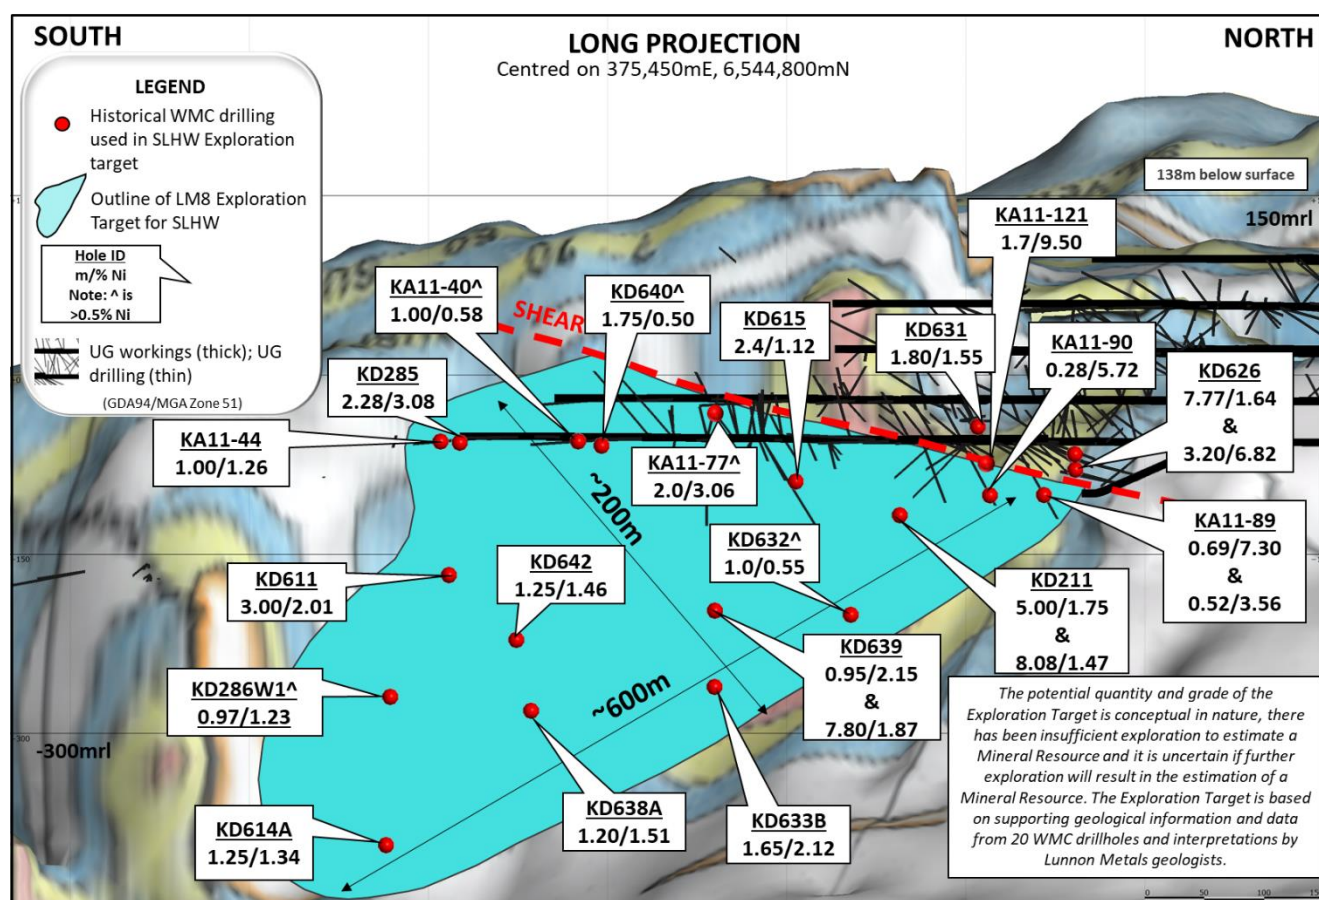 SOUTH
LONG PROJECTION
Centred on 375,450mE, 6,544,800mN
NORTH
LEGEND
Historical WMC drilling
used in SLHW Exploration
target
Outline of LM8 Exploration
Target for SLHW
Hole ID
m/% Ni
Note: ^ is
>0.5% Ni
UG workings (thick); UG
drilling (thin)
(GDA94/MGA Zone 51)
138m below surface
150mrl
SHEAR
KA11-121
1.7/9.50
KA11-40^
1.00/0.58
KD640^
1.75/0.50
KD615
2.4/1.12
KD631
1.80/1.55
KA11-90
0.28/5.72
KD626
7.77/1.64
&
3.20/6.82
KD285
2.28/3.08
KA11-44
1.00/1.26
KA11-77^
2.0/3.06
~200m
KA11-89
0.69/7.30
&
0.52/3.56
KD611
3.00/2.01
KD642
1.25/1.46
KD632^
1.0/0.55
KD211
5.00/1.75
&
8.08/1.47
-150
KD639
0.95/2.15
&
7.80/1.87
KD286W1^
0.97/1.23
~600m
-300
-300mrl
KD638A
1.20/1.51
KD633B
1.65/2.12
KD614A
1.25/1.34
The potential quantity and grade of the
Exploration Target is conceptual in nature, there
has been insufficient exploration to estimate a
Mineral Resource and it is uncertain if further
exploration will result in the estimation of a
Mineral Resource. The Exploration Target is based
on supporting geological information and data
from 20 WMC drillholes and interpretations by
Lunnon Metals geologists.
0 50 100